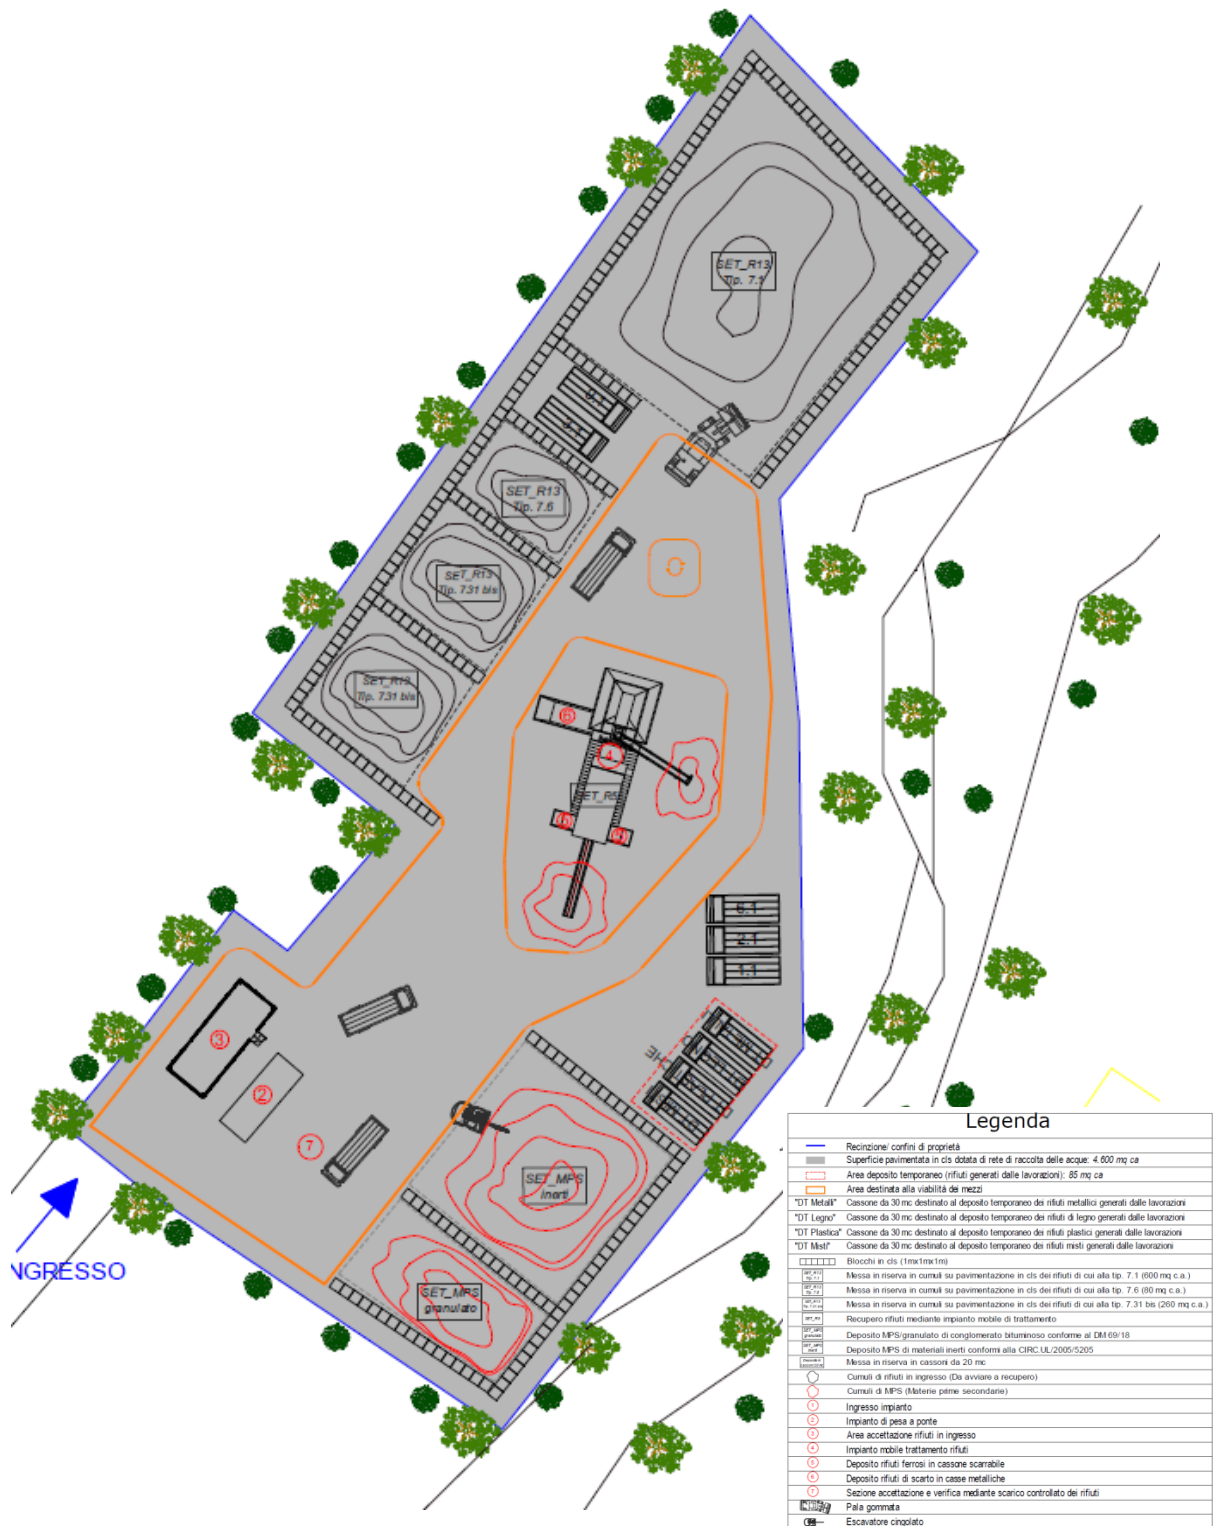 SET_R13
Tip. 7.1
SET_R13
Tip. 7.6
SET_R13
Tip. 7.31 bis
SET_R13
Tip. 7.31 bis
4
SET_R5
6.1
2.1
1.1
3
2
7
SET_MPS
inerti
SET_MPS
granulato
NGRESSO
Legenda
Recinzione/ confini di proprietà
Superficie pavimentata in cls dotata di rete di raccolta delle acque: 4.600 mq ca
Area deposito temporaneo (rifiuti generati dalle lavorazioni): 85 mq ca
Area destinata alla viabilità dei mezzi
"DT Metalli" Cassone da 30 mc destinato al deposito temporaneo dei rifiuti metallici generati dalle lavorazioni
"DT Legno" Cassone da 30 mc destinato al deposito temporaneo dei rifiuti di legno generati dalle lavorazioni
"DT Plastica" Cassone da 30 mc destinato al deposito temporaneo dei rifiuti plastici generati dalle lavorazioni
"DT Misti" Cassone da 30 mc destinato al deposito temporaneo dei rifiuti misti generati dalle lavorazioni
Blocchi in cls (1mx1mx1m)
Messa in riserva in cumuli su pavimentazione in cls dei rifiuti di cui alla tip. 7.1 (600 mq c.a.)
Messa in riserva in cumuli su pavimentazione in cls dei rifiuti di cui alla tip. 7.6 (80 mq c.a.)
Messa in riserva in cumuli su pavimentazione in cls dei rifiuti di cui alla tip. 7.31 bis (260 mq c.a.)
Recupero rifiuti mediante impianto mobile di trattamento
Deposito MPS/granulato di conglomerato bituminoso conforme al DM 69/18
Deposito MPS di materiali inerti conformi alla CIRC.UL/2005/5205
Messa in riserva in cassoni da 20 mc
Cumuli di rifiuti in ingresso (Da avviare a recupero)
Cumuli di MPS (Materie prime secondarie)
1 Ingresso impianto
2 Impianto di pesa a ponte
3 Area accettazione rifiuti in ingresso
4 Impianto mobile trattamento rifiuti
5 Deposito rifiuti ferrosi in cassone scarrabile
6 Deposito rifiuti di scarto in casse metalliche
7 Sezione accettazione e verifica mediante scarico controllato dei rifiuti
Pala gommata
Escavatore cingolato